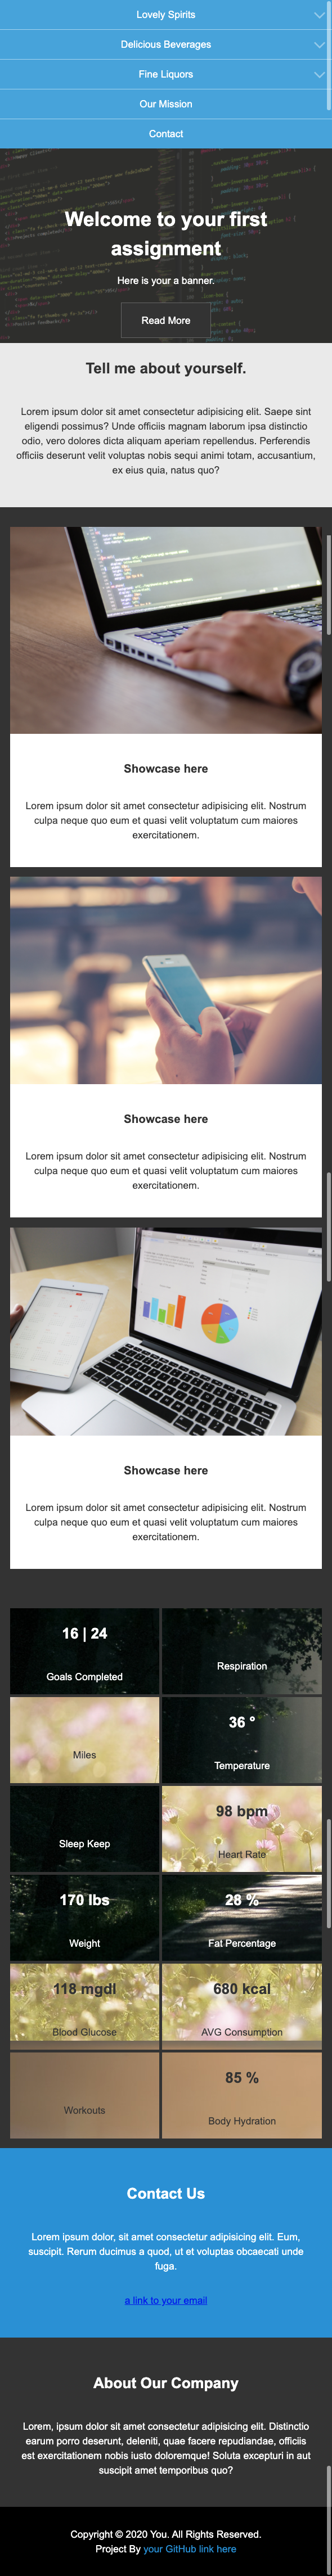 Lovely Spirits
Delicious Beverages
Fine Liquors
Our Mission
Contact
Welcome to your first
assignment
Here is your a banner.
Read More
Tell me about yourself.
Lorem ipsum dolor sit amet consectetur adipisicing elit. Saepe sint
eligendi possimus? Unde officiis magnam laborum ipsa distinctio
odio, vero dolores dicta aliquam aperiam repellendus. Perferendis
officiis deserunt velit voluptas nobis sequi animi totam, accusantium,
ex eius quia, natus quo?
Showcase here
Lorem ipsum dolor sit amet consectetur adipisicing elit. Nostrum
culpa neque quo eum et quasi velit voluptatum cum maiores
exercitationem.
Showcase here
Lorem ipsum dolor sit amet consectetur adipisicing elit. Nostrum
culpa neque quo eum et quasi velit voluptatum cum maiores
exercitationem.
Showcase here
Lorem ipsum dolor sit amet consectetur adipisicing elit. Nostrum
culpa neque quo eum et quasi velit voluptatum cum maiores
exercitationem.
16 | 24
Goals Completed
Respiration
Miles
36 °
Temperature
Sleep Keep
98 bpm
Heart Rate
170 lbs
Weight
28 %
Fat Percentage
118 mgdl
Blood Glucose
680 kcal
AVG Consumption
Workouts
85 %
Body Hydration
Contact Us
Lorem ipsum dolor, sit amet consectetur adipisicing elit. Eum,
suscipit. Rerum ducimus a quod, ut et voluptas obcaecati unde
fuga.
a link to your email
About Our Company
Lorem, ipsum dolor sit amet consectetur adipisicing elit. Distinctio
earum porro deserunt, deleniti, quae facere repudiandae, officiis
est exercitationem nobis iusto doloremque! Soluta excepturi in aut
suscipit amet temporibus quo?
Copyright © 2020 You. All Rights Reserved.
Project By your GitHub link here